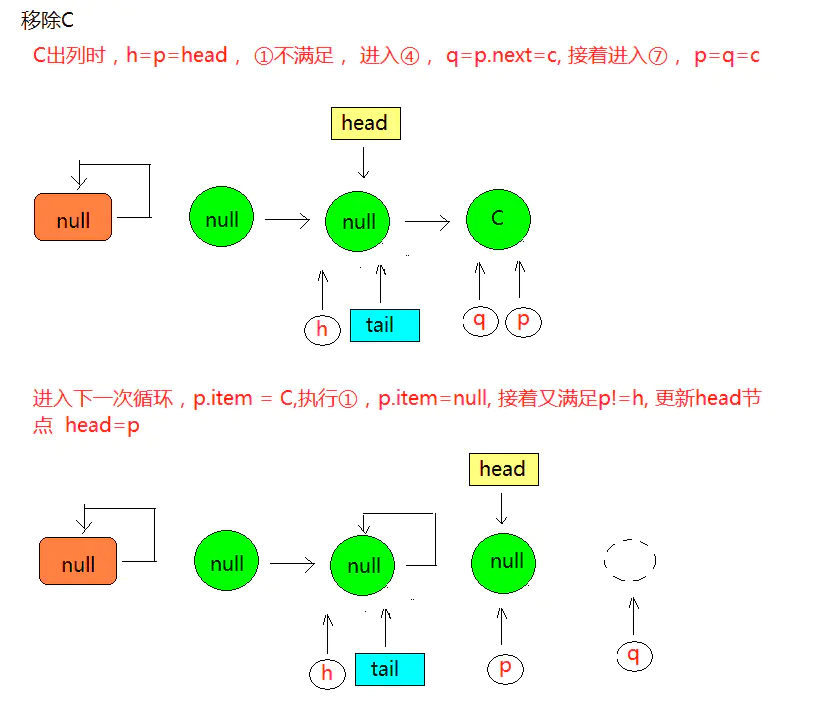 移除C
C出列时，h=p=head， ①不满足， 进入④， q=p.next=c, 接着进入⑦， p=q=c
head
null
null
null
C
h
tail
q
p
进入下一次循环，p.item = C,执行①，p.item=null, 接着又满足p!=h, 更新head节
点 head=p
head
null
null
null
null
h
tail
p
q